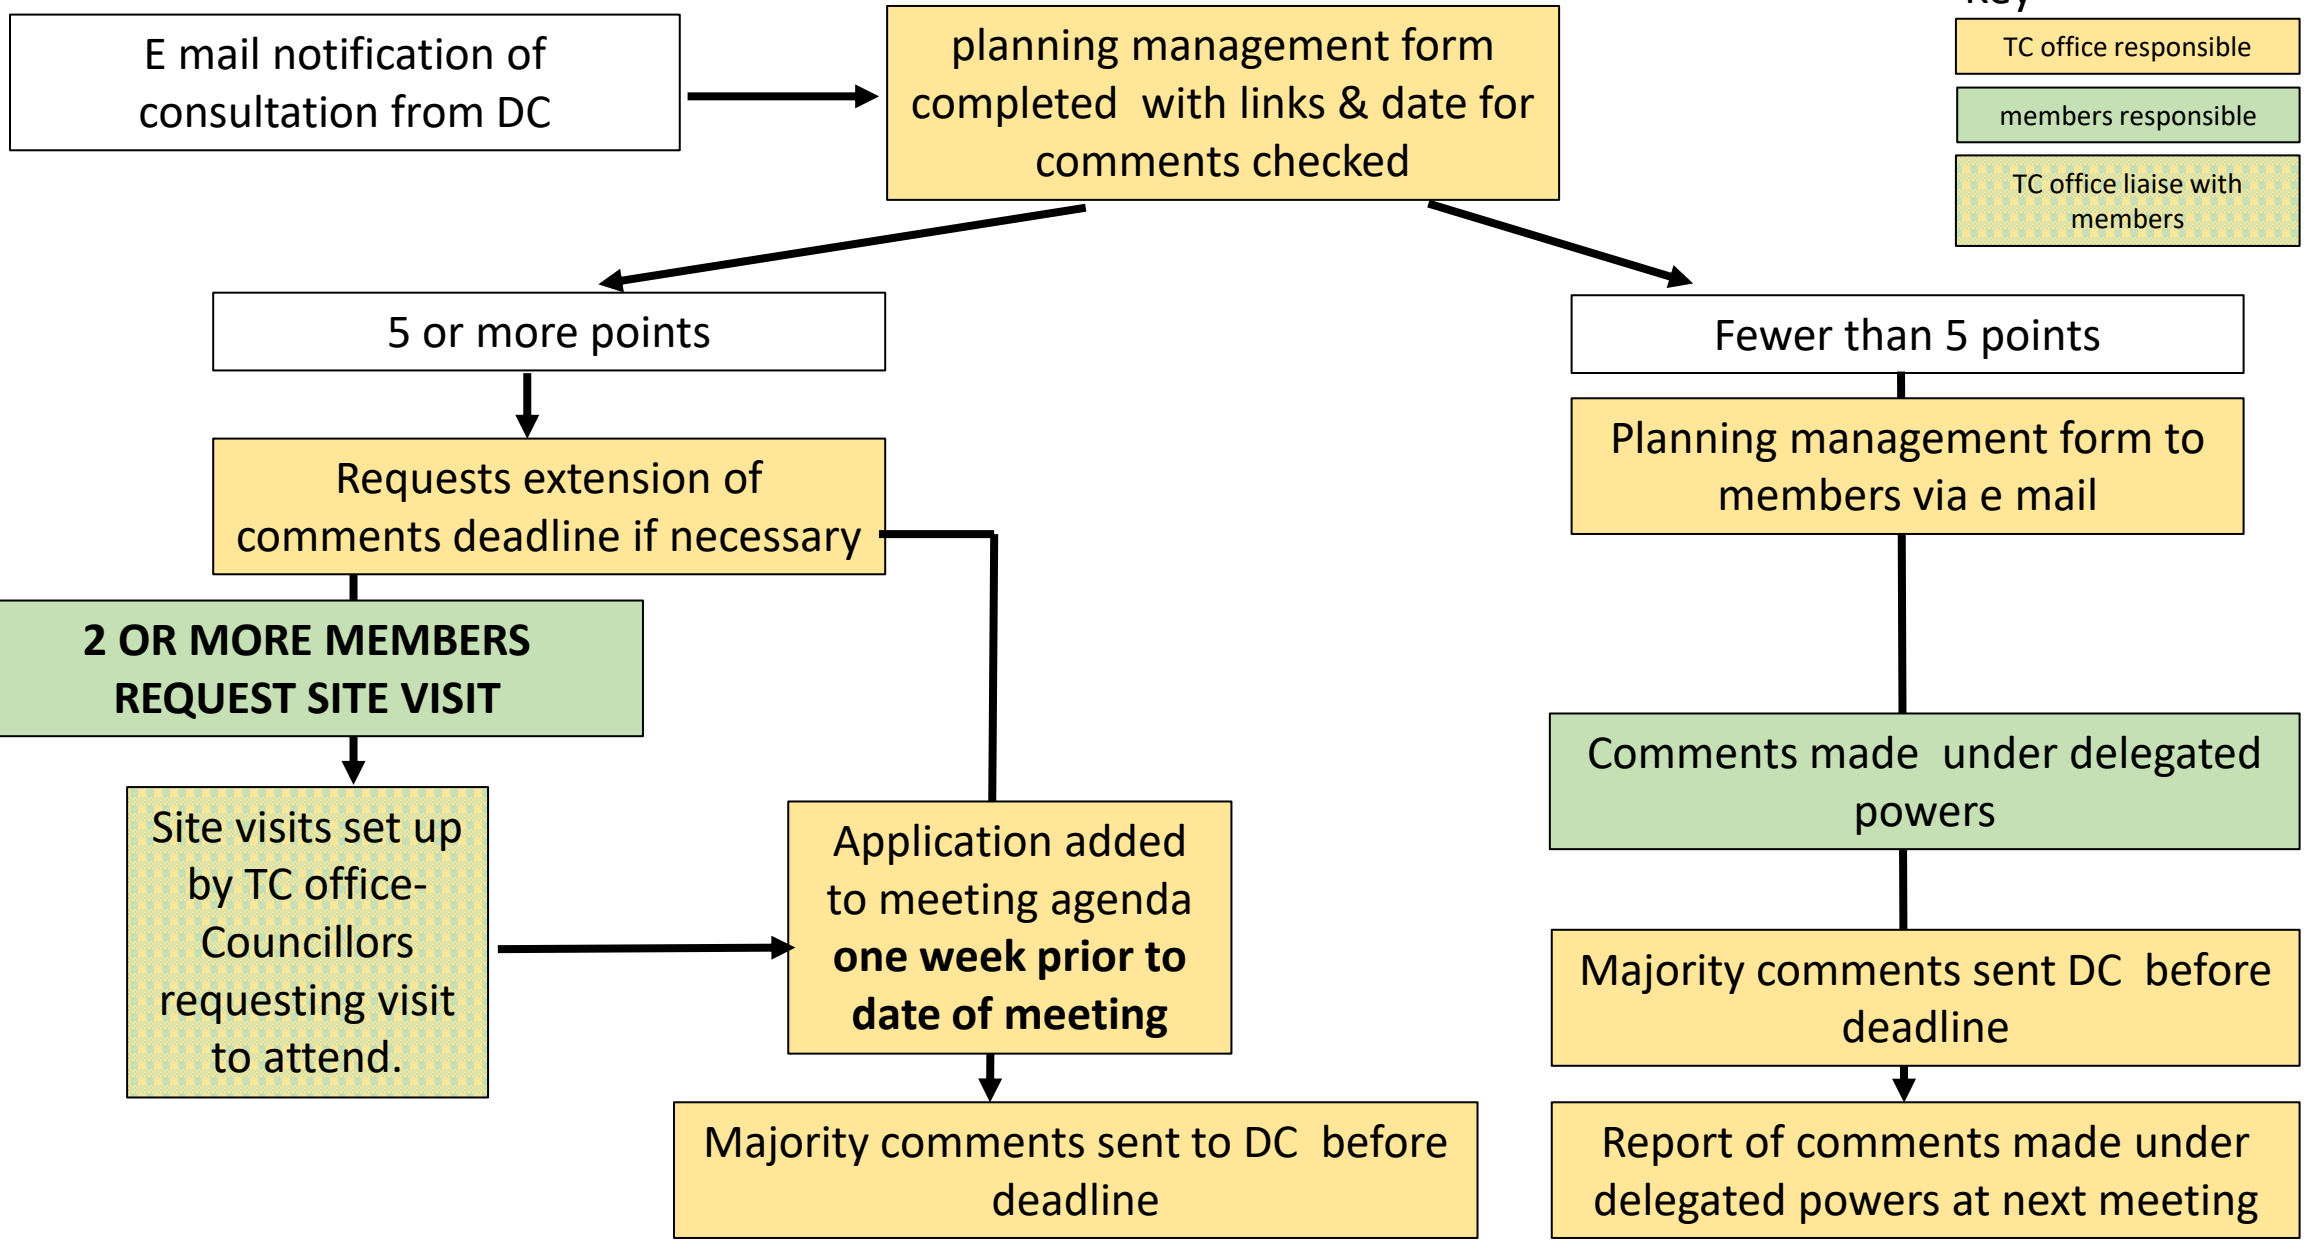 Key
E mail notification of
consultation from DC
planning management form
completed with links & date for
comments checked
TC office responsible
members responsible
TC office liaise with
members
5 or more points
Fewer than 5 points
Requests extension of
comments deadline if necessary
Planning management form to
members via e mail
2 OR MORE MEMBERS
REQUEST SITE VISIT
Comments made under delegated
powers
Site visits set up
by TC office-
Councillors
requesting visit
to attend.
Application added
to meeting agenda
one week prior to
date of meeting
Majority comments sent DC before
deadline
Majority comments sent to DC before
deadline
Report of comments made under
delegated powers at next meeting